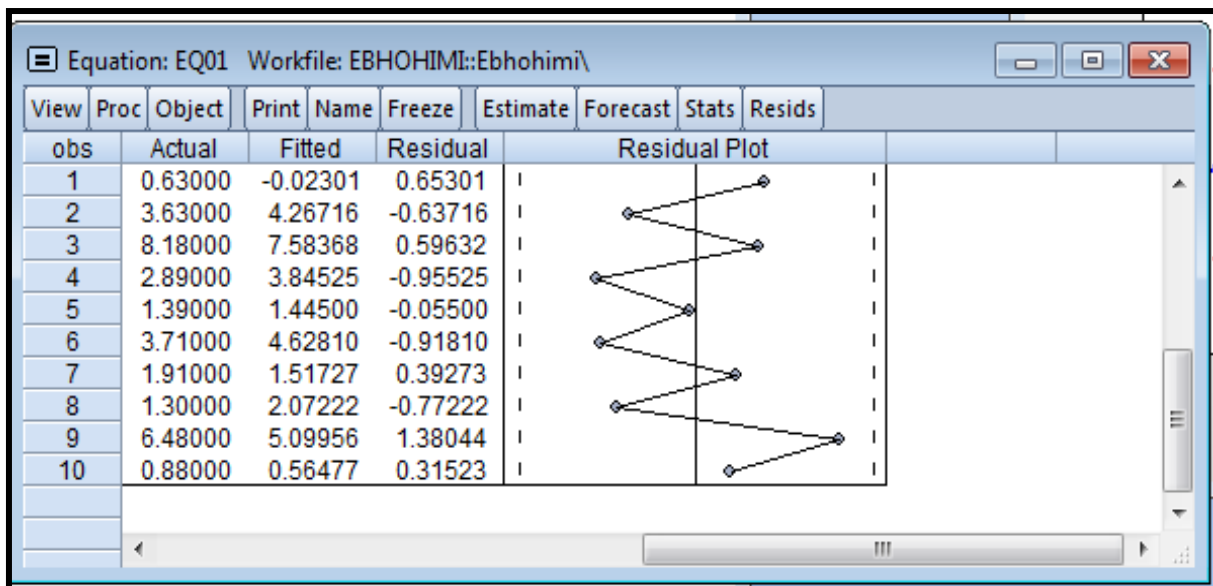 Equation: EQ01 Workfile: EBHOHIMI::Ebhohimi\
View Proc Object Print Name Freeze Estimate Forecast Stats Resids
obs Actual Fitted Residual Residual Plot
1 0.63000 -0.02301 0.65301
2 3.63000 4.26716 -0.63716
3 8.18000 7.58368 0.59632
4 2.89000 3.84525 -0.95525
5 1.39000 1.44500 -0.05500
6 3.71000 4.62810 -0.91810
7 1.91000 1.51727 0.39273
8 1.30000 2.07222 -0.77222
9 6.48000 5.09956 1.38044
10 0.88000 0.56477 0.31523